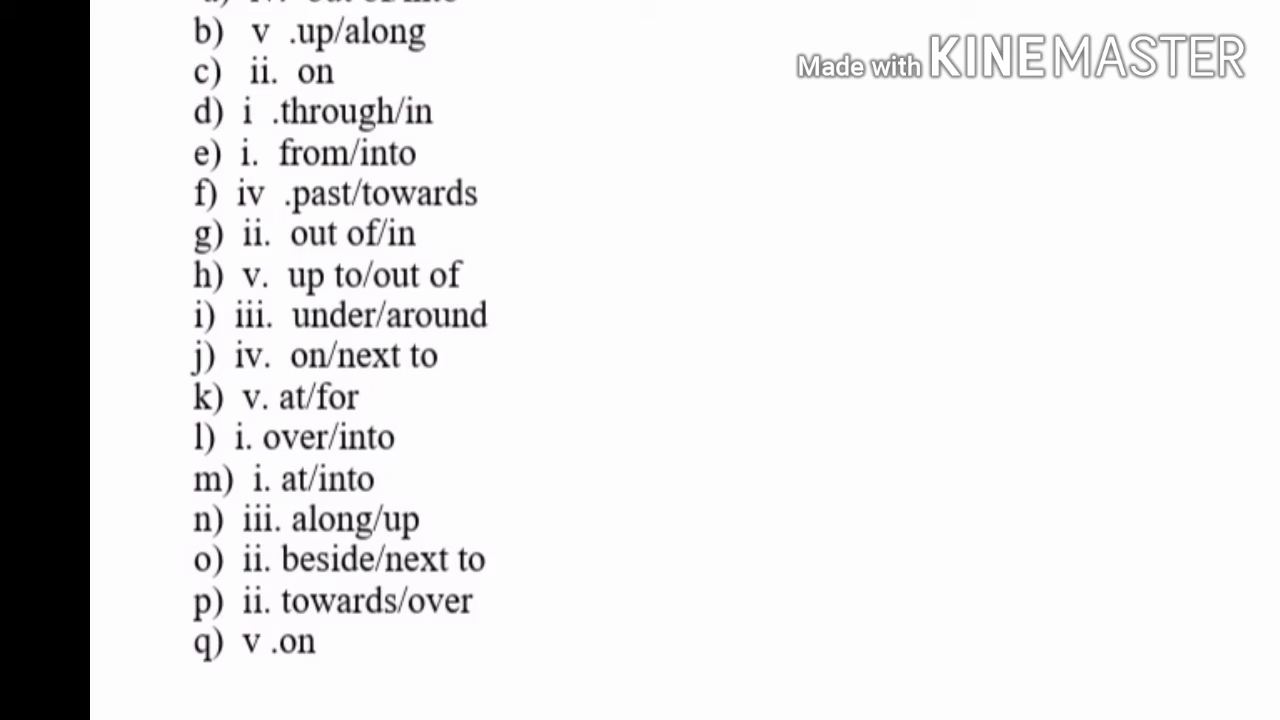 b) v .up/along
Made with KINEMASTER
c) ii. on
d) i .through/in
e) i. from/into
f) iv .past/towards
g) ii. out of/in
h) v. up to/out of
i) iii. under/around
j) iv. on/next to
k) v. at/for
l) i. over/into
m) i. at/into
n) iii. along/up
o) ii. beside/next to
p) ii. towards/over
q) v .on